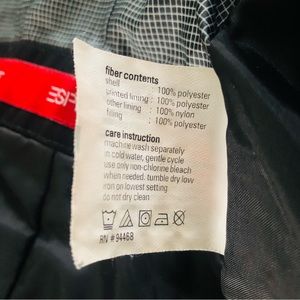 fiber contents
shell : 100% polyester
printed lining : 100% polyester
other lining : 100% nylon
filling : 100% polyester
care instruction
machine wash separately
in cold water, gentle cycle
use only non-chlorine bleach
when needed. tumble dry low
iron on lowest setting
do not dry clean
RN # 94468